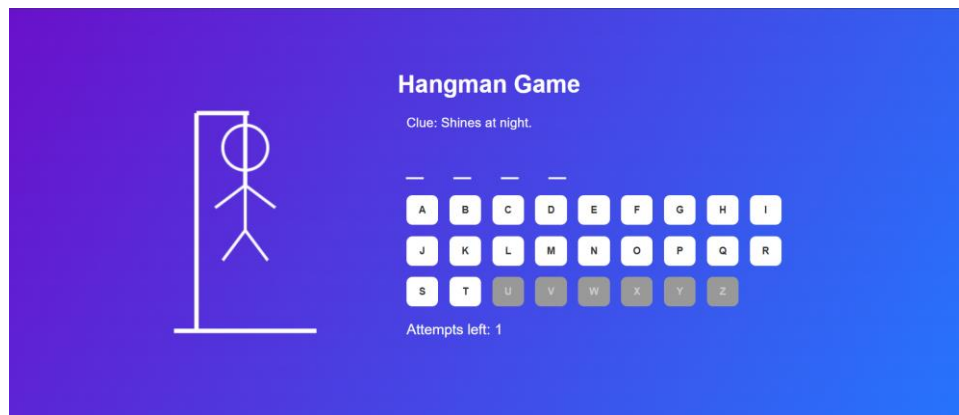 Hangman Game
Clue: Shines at night.
_ _ _ _
A B C D E F G H I
J K L M N O P Q R
S T U V W X Y Z
Attempts left: 1